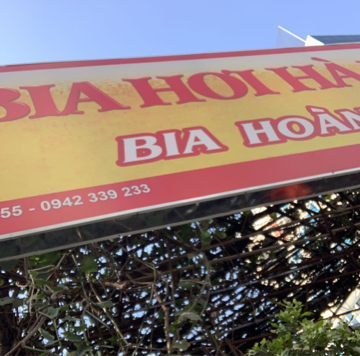 BIA HƠI HÀ
BIA HOÀN
55 - 0942 339 233